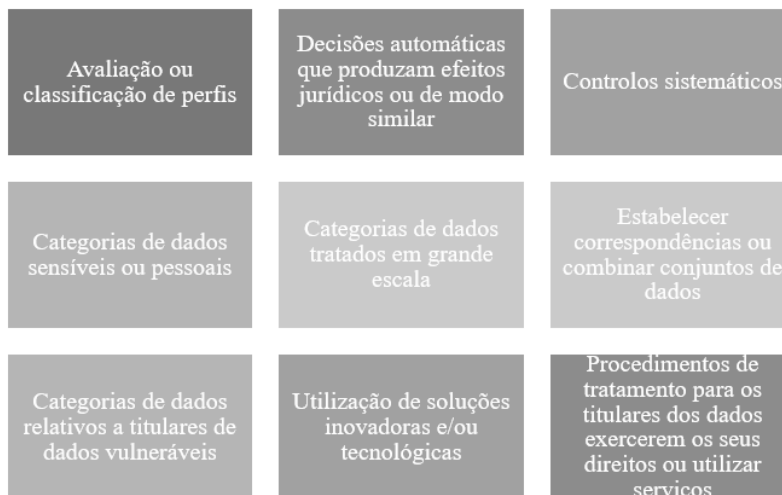 Avaliação ou
classificação de perfis
Decisões automáticas
que produzam efeitos
jurídicos ou de modo
similar
Controlos sistemáticos
Categorias de dados
sensíveis ou pessoais
Categorias de dados
tratados em grande
escala
Estabelecer
correspondências ou
combinar conjuntos de
dados
Categorias de dados
relativos a titulares de
dados vulneráveis
Utilização de soluções
inovadoras e/ou
tecnológicas
Procedimentos de
tratamento para os
titulares dos dados
exercerem os seus
direitos ou utilizar
serviços